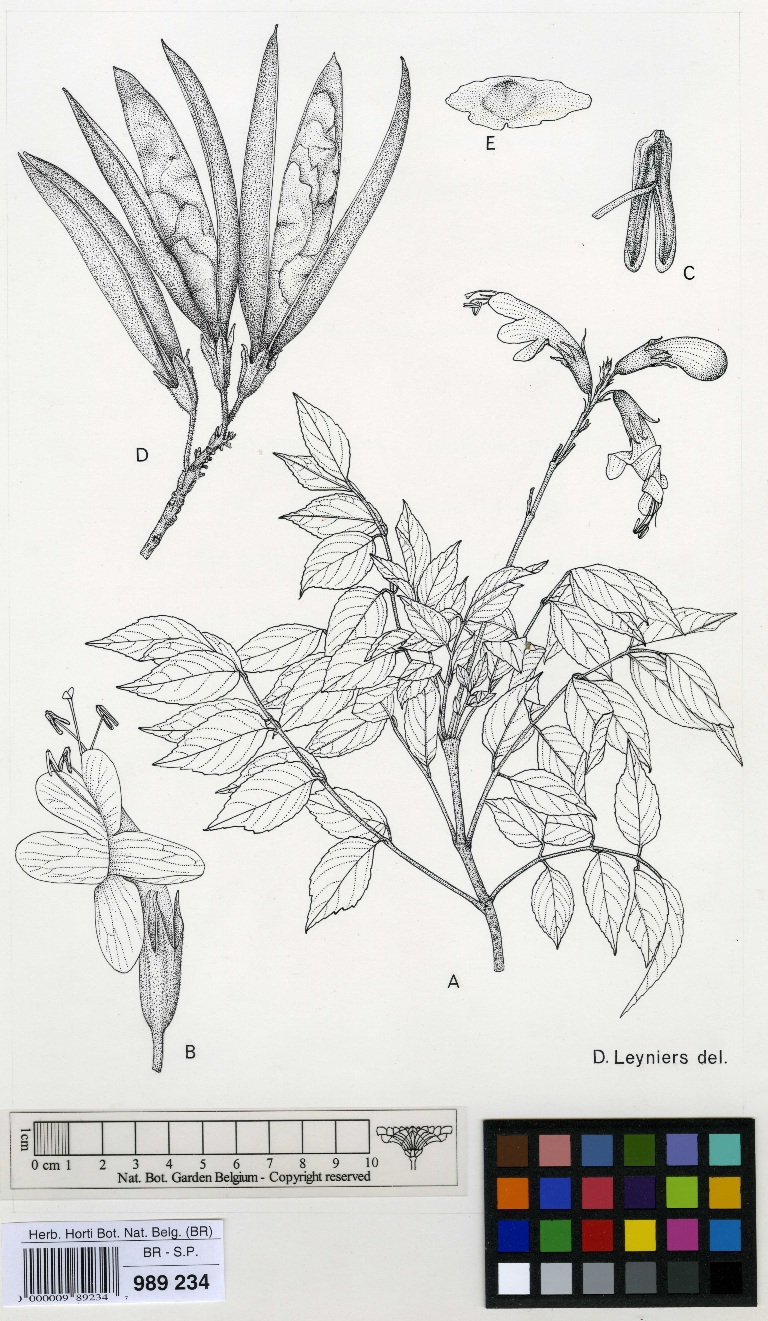 E
C
D
A
B
D. Leyniers del.
1cm
0 cm 1 2 3 4 5 6 7 8 9 10
Nat. Bot. Garden Belgium - Copyright reserved
Herb. Horti Bot. Nat. Belg. (BR)
BR - S.P.
989 234